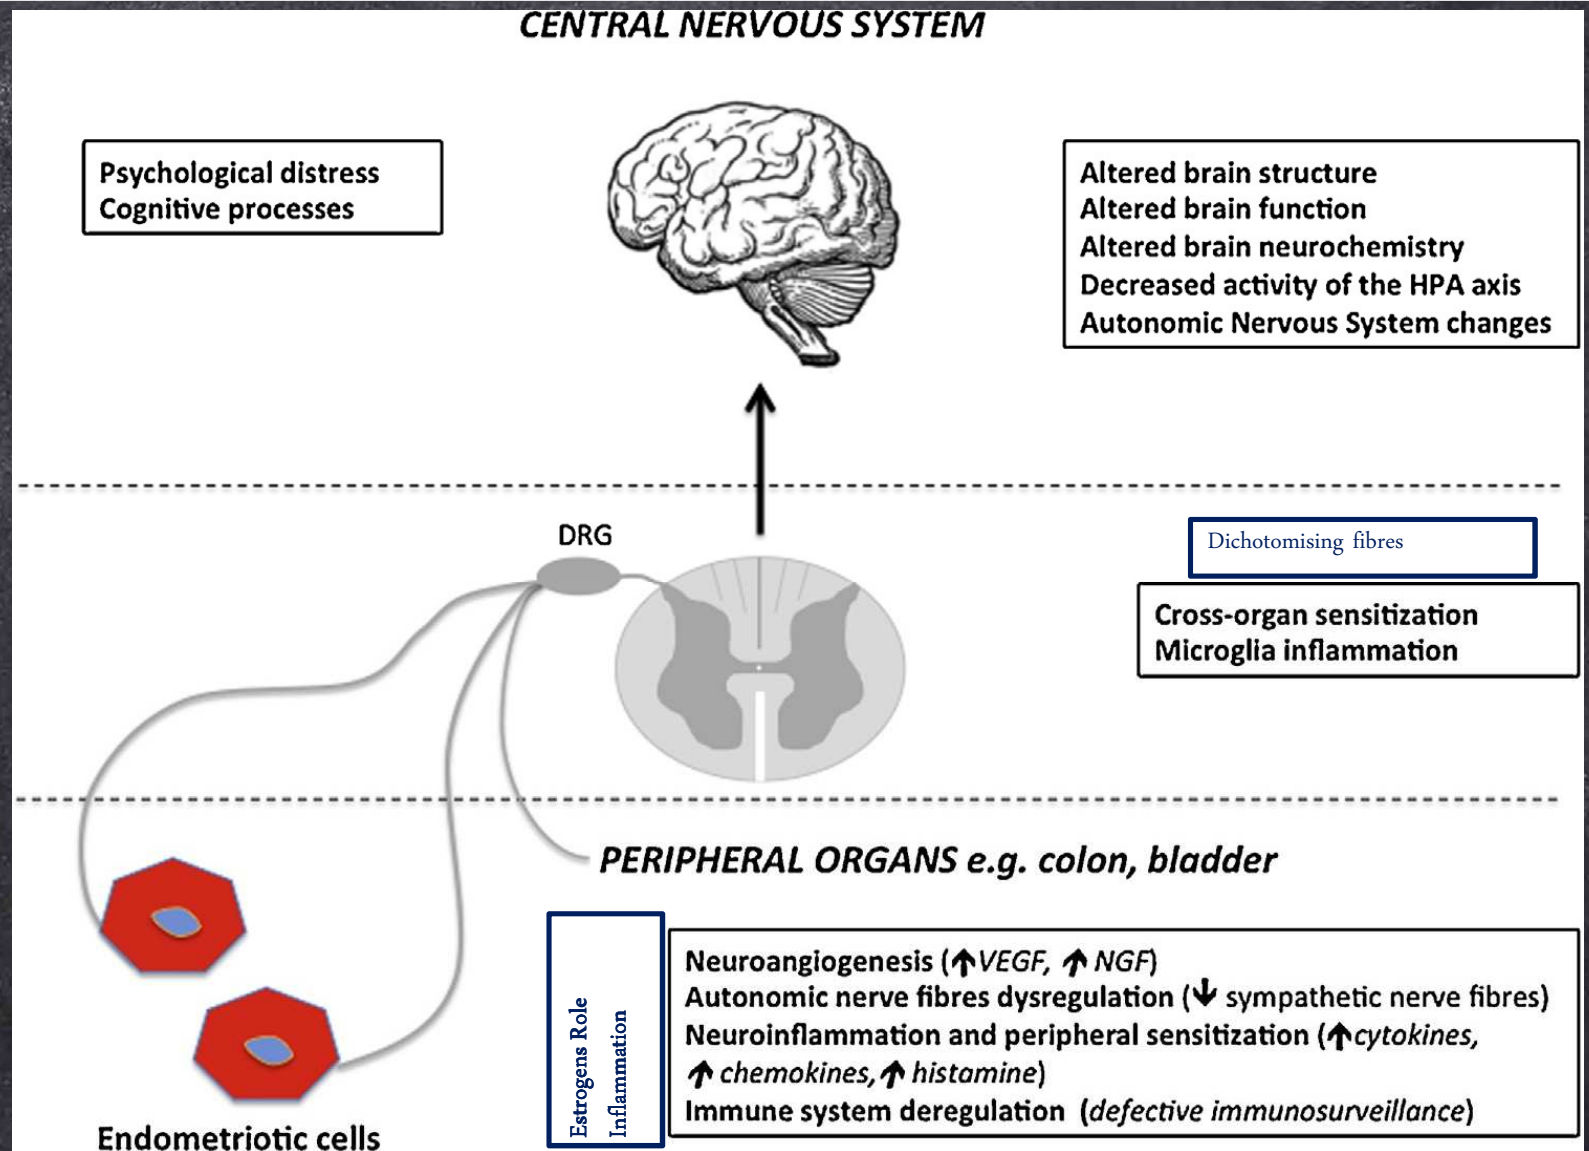 CENTRAL NERVOUS SYSTEM
Psychological distress
Cognitive processes
Altered brain structure
Altered brain function
Altered brain neurochemistry
Decreased activity of the HPA axis
Autonomic Nervous System changes
DRG
Dichotomising fibres
Cross-organ sensitization
Microglia inflammation
PERIPHERAL ORGANS e.g. colon, bladder
Estrogens Role
Inflammation
Neuroangiogenesis (↑VEGF, ↑ NGF)
Autonomic nerve fibres dysregulation (↓ sympathetic nerve fibres)
Neuroinflammation and peripheral sensitization (↑cytokines,
↑ chemokines, ↑ histamine)
Immune system deregulation (defective immunosurveillance)
Endometriotic cells